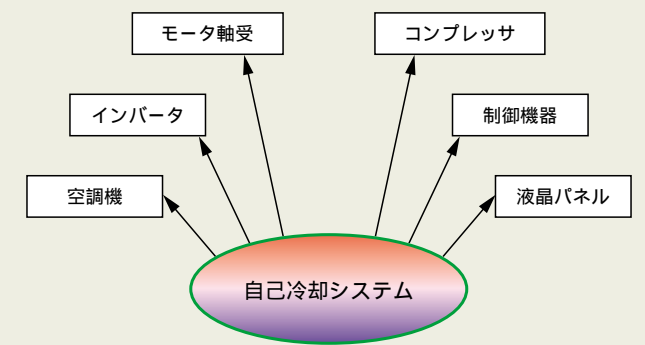 モータ軸受
コンプレッサ
インバータ
制御機器
空調機
液晶パネル
自己冷却システム